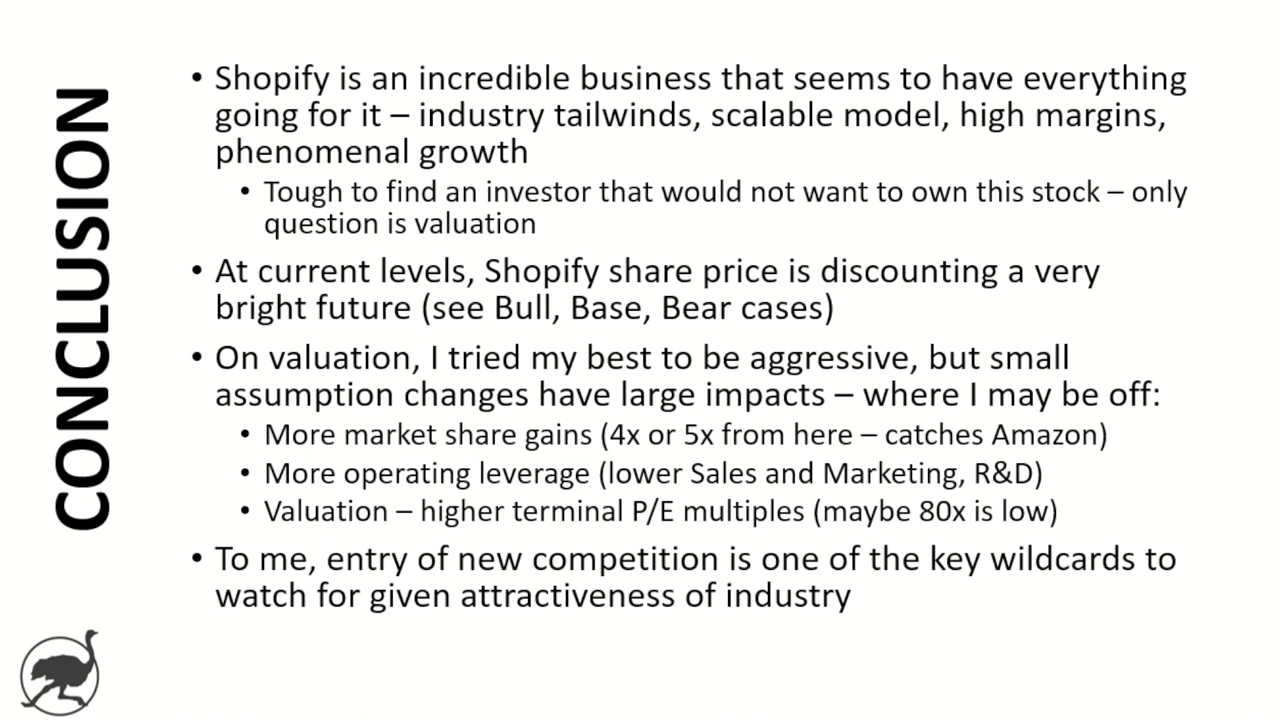 CONCLUSION
• Shopify is an incredible business that seems to have everything
going for it – industry tailwinds, scalable model, high margins,
phenomenal growth
• Tough to find an investor that would not want to own this stock – only
question is valuation
• At current levels, Shopify share price is discounting a very
bright future (see Bull, Base, Bear cases)
• On valuation, I tried my best to be aggressive, but small
assumption changes have large impacts – where I may be off:
• More market share gains (4x or 5x from here – catches Amazon)
• More operating leverage (lower Sales and Marketing, R&D)
• Valuation – higher terminal P/E multiples (maybe 80x is low)
• To me, entry of new competition is one of the key wildcards to
watch for given attractiveness of industry